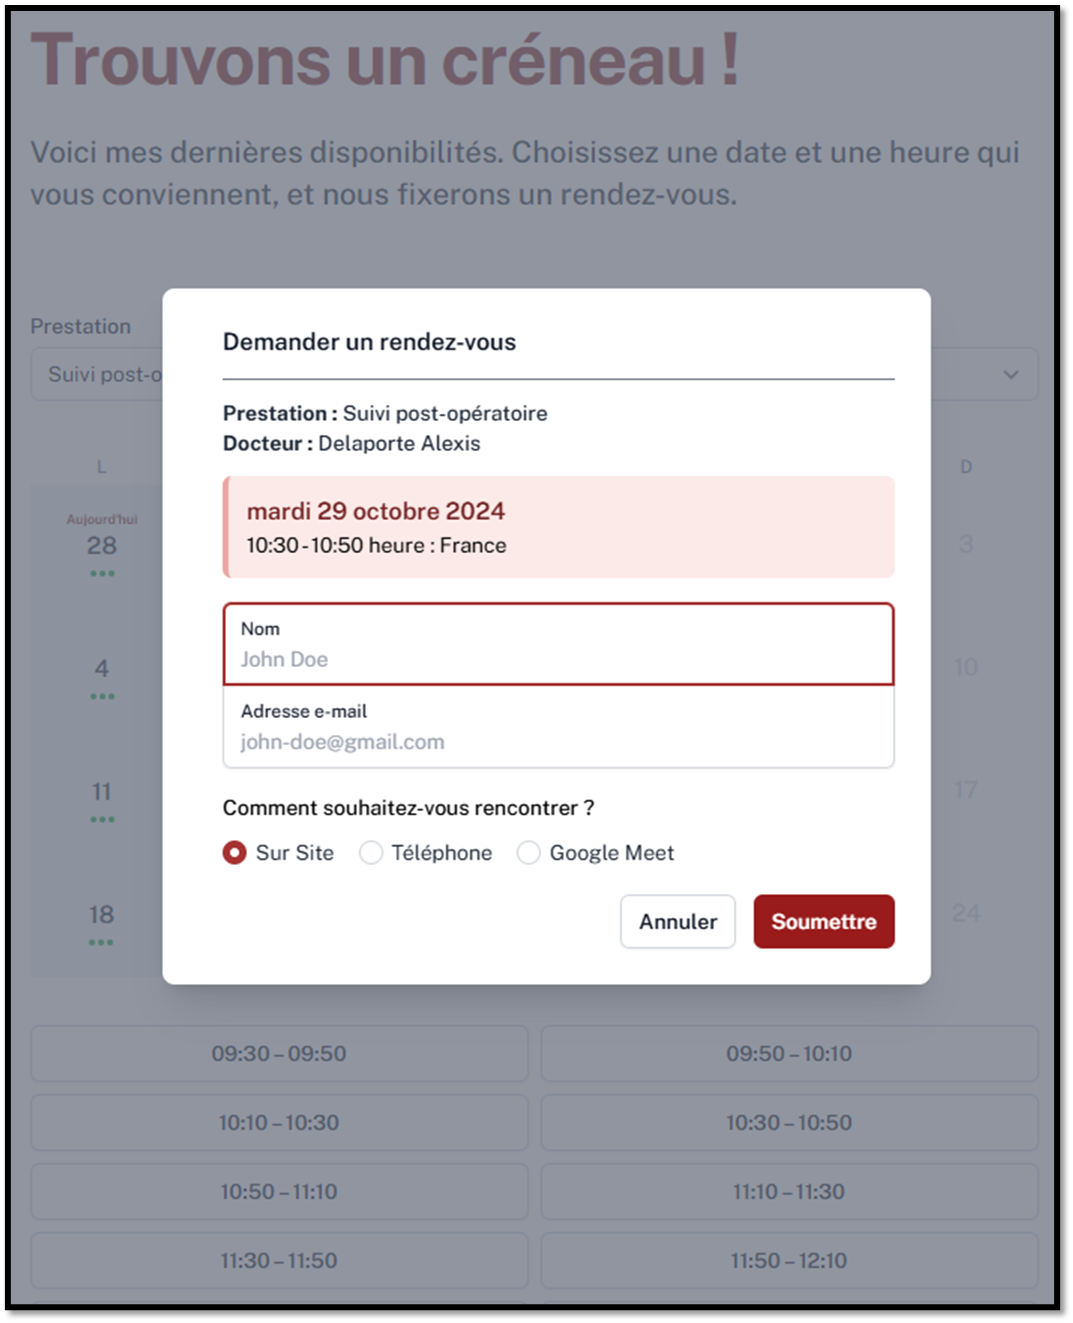 Trouvons un créneau !
Voici mes dernières disponibilités. Choisissez une date et une heure qui
vous conviennent, et nous fixerons un rendez-vous.
Prestation
Suivi post-o
L
D
Aujourd'hui
28
3
4
10
11
17
18
24
Demander un rendez-vous
Prestation : Suivi post-opératoire
Docteur : Delaporte Alexis
mardi 29 octobre 2024
10:30 - 10:50 heure : France
Nom
John Doe
Adresse e-mail
john-doe@gmail.com
Comment souhaitez-vous rencontrer ?
Sur Site Téléphone Google Meet
Annuler Soumettre
09:30 – 09:50 09:50 – 10:10
10:10 – 10:30 10:30 – 10:50
10:50 – 11:10 11:10 – 11:30
11:30 – 11:50 11:50 – 12:10